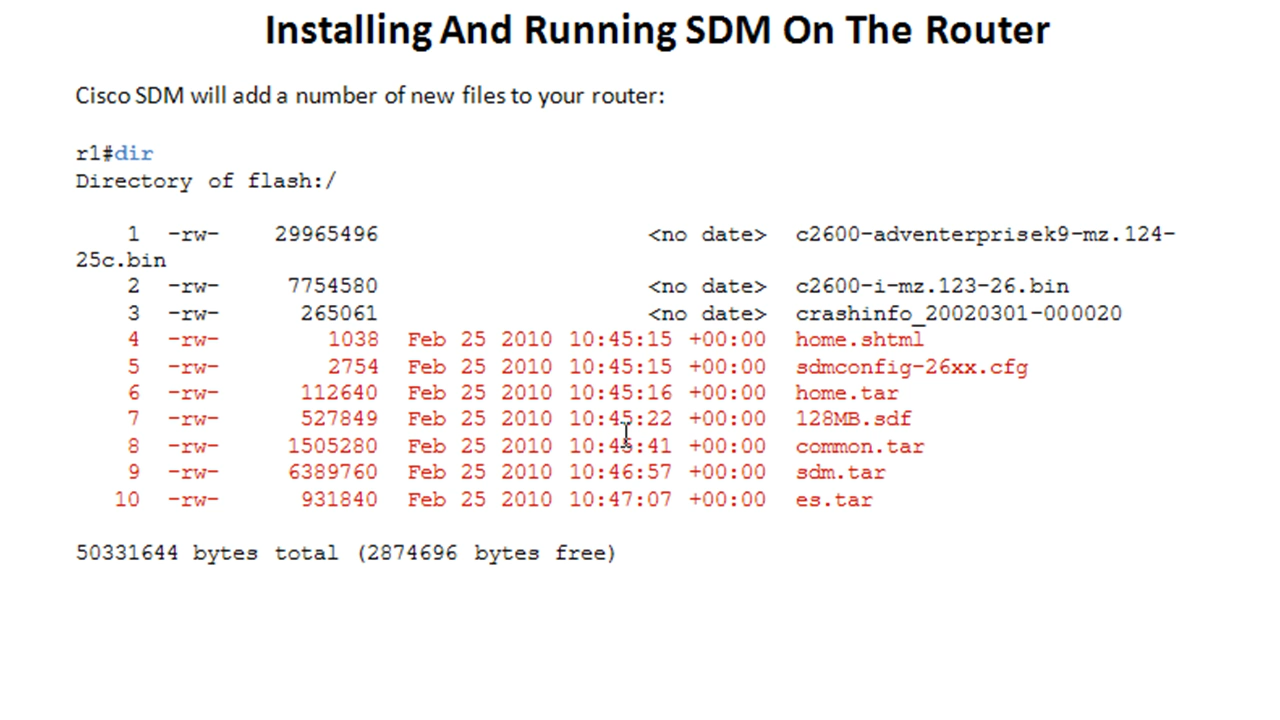 Installing And Running SDM On The Router
Cisco SDM will add a number of new files to your router:
r1#dir
Directory of flash:/
1 -rw- 29965496 <no date> c2600-adventerprisek9-mz.124-
25c.bin
2 -rw- 7754580 <no date> c2600-i-mz.123-26.bin
3 -rw- 265061 <no date> crashinfo_20020301-000020
4 -rw- 1038 Feb 25 2010 10:45:15 +00:00 home.shtml
5 -rw- 2754 Feb 25 2010 10:45:15 +00:00 sdmconfig-26xx.cfg
6 -rw- 112640 Feb 25 2010 10:45:16 +00:00 home.tar
7 -rw- 527849 Feb 25 2010 10:45:22 +00:00 128MB.sdf
8 -rw- 1505280 Feb 25 2010 10:45:41 +00:00 common.tar
9 -rw- 6389760 Feb 25 2010 10:46:57 +00:00 sdm.tar
10 -rw- 931840 Feb 25 2010 10:47:07 +00:00 es.tar
50331644 bytes total (2874696 bytes free)